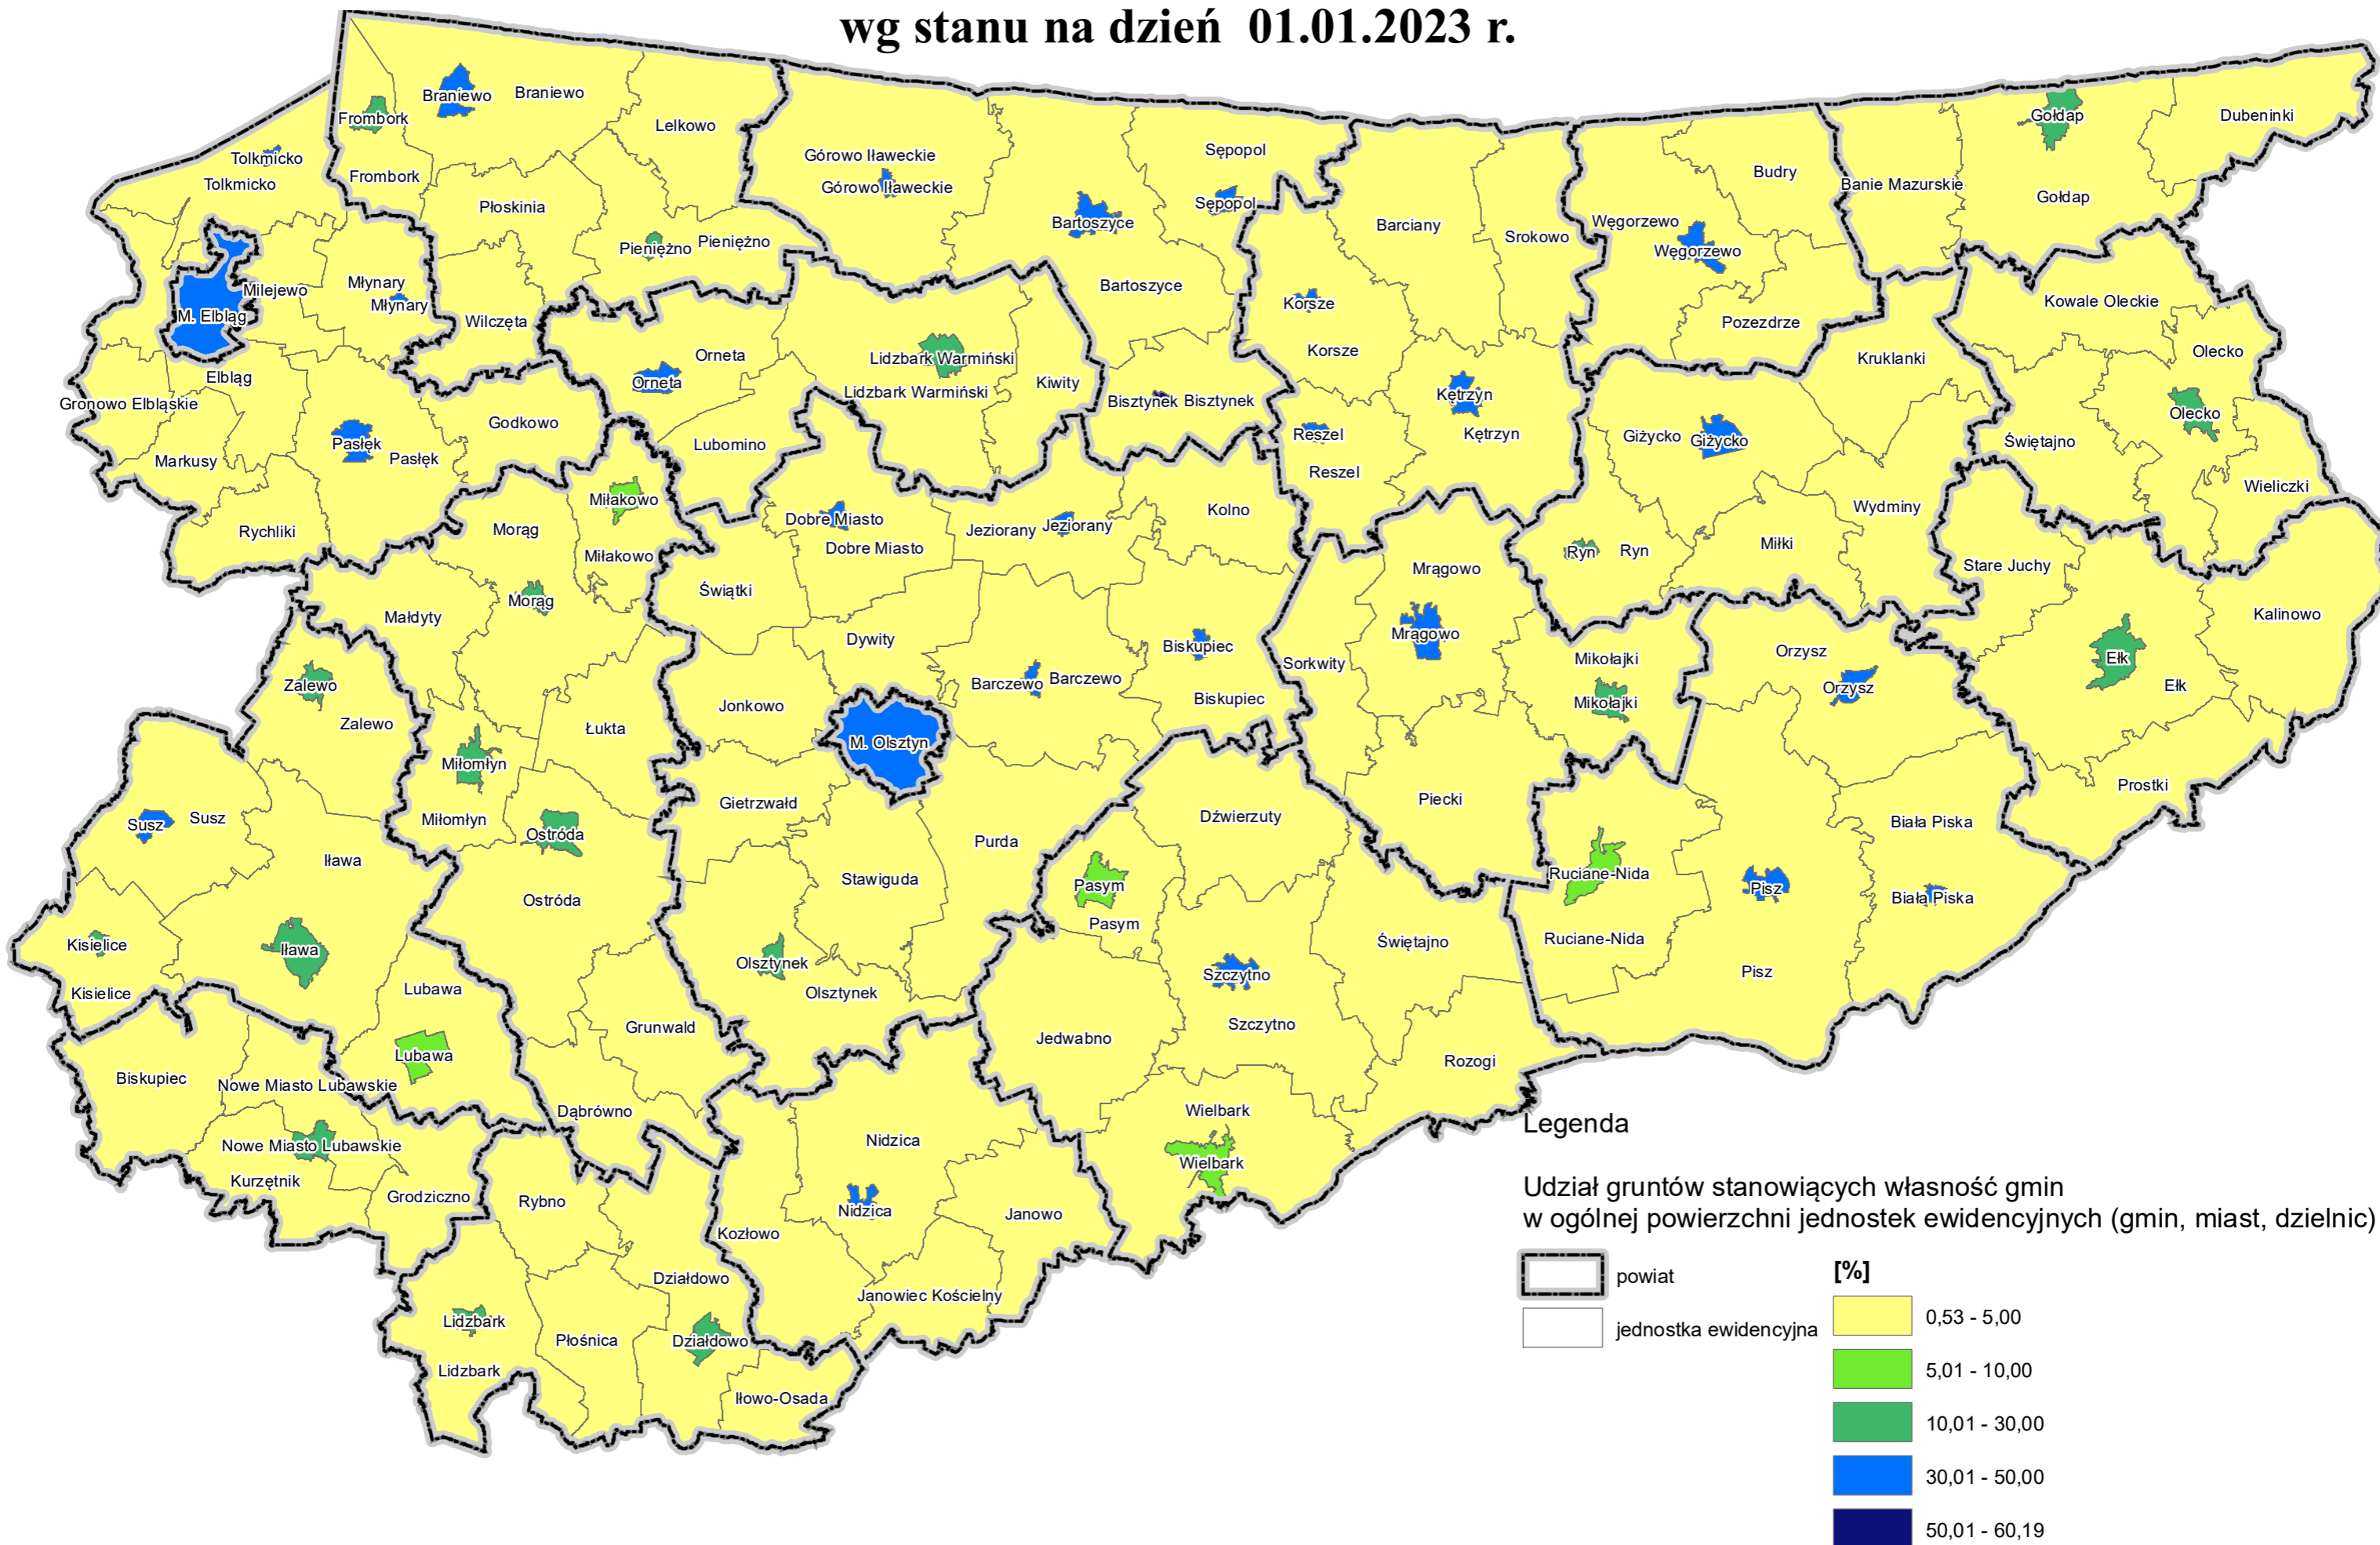 wg stanu na dzień 01.01.2023 r.
Braniewo
Braniewo
Frombork
Lelkowo
Tolkmicko
Tolkmicko
Frombork
Górowo Iławeckie
Górowo Iławeckie
Sępopol
Sępopol
Gołdap
Dubeninki
Budry
Banie Mazurskie
Gołdap
Płoskinia
Pieniężno
Pieniężno
Bartoszyce
Bartoszyce
Barciany
Srokowo
Węgorzewo
Węgorzewo
Milejewo
Młynary
Młynary
M. Elbląg
Wilczęta
Korsze
Korsze
Pozezdrze
Kowale Oleckie
Orneta
Orneta
Lidzbark Warmiński
Lidzbark Warmiński
Kiwity
Bisztynek
Bisztynek
Kruklanki
Olecko
Olecko
Elbląg
Gronowo Elbląskie
Godkowo
Pasłęk
Pasłęk
Markusy
Lubomino
Reszel
Reszel
Kętrzyn
Kętrzyn
Giżycko
Giżycko
Świętajno
Wieliczki
Miłakowo
Miłakowo
Rychliki
Morąg
Morąg
Dobre Miasto
Dobre Miasto
Jeziorany
Jeziorany
Kolno
Wydminy
Ryn
Ryn
Miłki
Stare Juchy
Świątki
Mrągowo
Mrągowo
Małdyty
Dywity
Biskupiec
Biskupiec
Sorkwity
Mikołajki
Mikołajki
Orzysz
Orzysz
Ełk
Ełk
Kalinowo
Zalewo
Zalewo
Barczewo
Barczewo
Jonkowo
Łukta
M. Olsztyn
Miłomłyn
Miłomłyn
Susz
Susz
Gietrzwałd
Ostróda
Ostróda
Piecki
Dźwierzuty
Prostki
Biała Piska
Biała Piska
Iława
Iława
Purda
Stawiguda
Pasym
Pasym
Ruciane-Nida
Ruciane-Nida
Pisz
Pisz
Kisielice
Kisielice
Olsztynek
Olsztynek
Szczytno
Szczytno
Świętajno
Lubawa
Lubawa
Grunwald
Jedwabno
Rozogi
Biskupiec
Nowe Miasto Lubawskie
Nowe Miasto Lubawskie
Dąbrówno
Wielbark
Wielbark
Kurzętnik
Grodziczno
Rybno
Nidzica
Nidzica
Janowo
Kozłowo
Działdowo
Działdowo
Janowiec Kościelny
Lidzbark
Lidzbark
Płośnica
Iłowo-Osada
Legenda
Udział gruntów stanowiących własność gmin
w ogólnej powierzchni jednostek ewidencyjnych (gmin, miast, dzielnic)
powiat
jednostka ewidencyjna
[%]
0,53 - 5,00
5,01 - 10,00
10,01 - 30,00
30,01 - 50,00
50,01 - 60,19